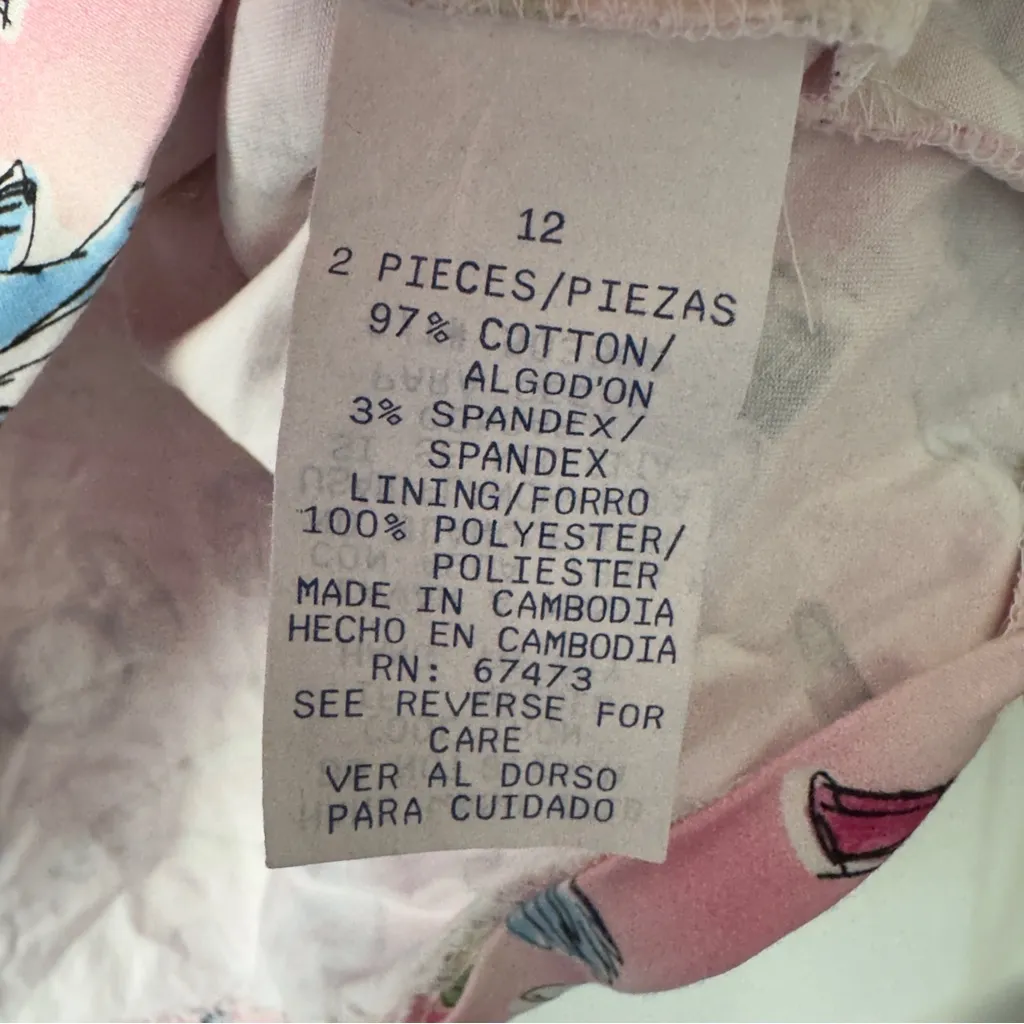 12
2 PIECES/PIEZAS
97% COTTON/
ALGOD'ON
3% SPANDEX/
SPANDEX
LINING/FORRO
100% POLYESTER/
POLIESTER
MADE IN CAMBODIA
HECHO EN CAMBODIA
RN: 67473
SEE REVERSE FOR
CARE
VER AL DORSO
PARA CUIDADO